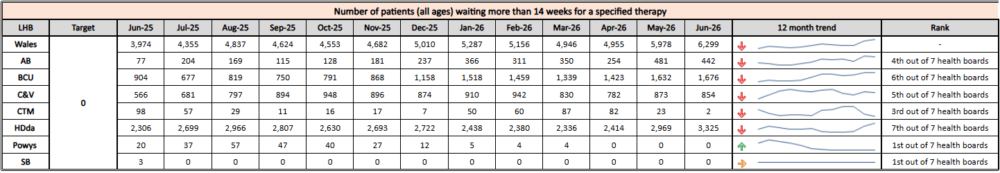 Number of patients (all ages) waiting more than 14 weeks for a specified therapy
LHB Target Jun-25 Jul-25 Aug-25 Sep-25 Oct-25 Nov-25 Dec-25 Jan-26 Feb-26 Mar-26 Apr-26 May-26 Jun-26 12 month trend Rank
Wales 3,974 4,355 4,837 4,624 4,553 4,682 5,010 5,287 5,156 4,946 4,955 5,978 6,299 -
AB 77 204 169 115 128 181 237 366 311 350 254 481 442 4th out of 7 health boards
BCU 904 677 819 750 791 868 1,158 1,518 1,459 1,339 1,423 1,632 1,676 6th out of 7 health boards
C&V 566 681 797 894 948 896 874 910 942 830 782 873 854 5th out of 7 health boards
0
CTM 98 57 29 11 16 17 7 50 60 87 82 23 2 3rd out of 7 health boards
HDda 2,306 2,699 2,966 2,807 2,630 2,693 2,722 2,438 2,380 2,336 2,414 2,969 3,325 7th out of 7 health boards
Powys 20 37 57 47 40 27 12 5 4 4 0 0 0 1st out of 7 health boards
SB 3 0 0 0 0 0 0 0 0 0 0 0 0 1st out of 7 health boards